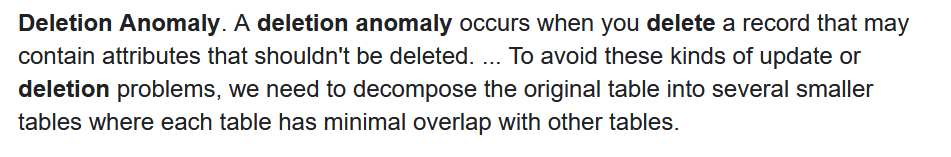 Deletion Anomaly. A deletion anomaly occurs when you delete a record that may
contain attributes that shouldn't be deleted. ... To avoid these kinds of update or
deletion problems, we need to decompose the original table into several smaller
tables where each table has minimal overlap with other tables.